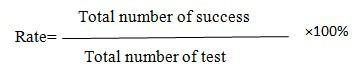 Total number of success
Rate= ×100%
Total number of test